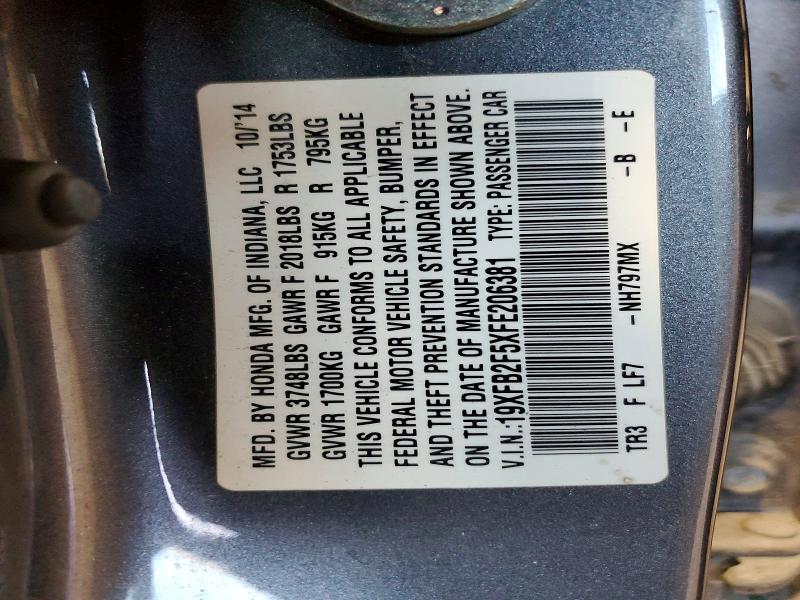 MFD. BY HONDA MFG. OF INDIANA, LLC 10/'14
GVWR 3748LBS GAWR F 2018LBS R 1753LBS
GVWR 1700KG GAWR F 915KG R 795KG
THIS VEHICLE CONFORMS TO ALL APPLICABLE
FEDERAL MOTOR VEHICLE SAFETY, BUMPER,
AND THEFT PREVENTION STANDARDS IN EFFECT
ON THE DATE OF MANUFACTURE SHOWN ABOVE.
V.I.N.:19XFB2F5XFE206381 TYPE: PASSENGER CAR
TR3 F LF7 -NH797MX -B -E